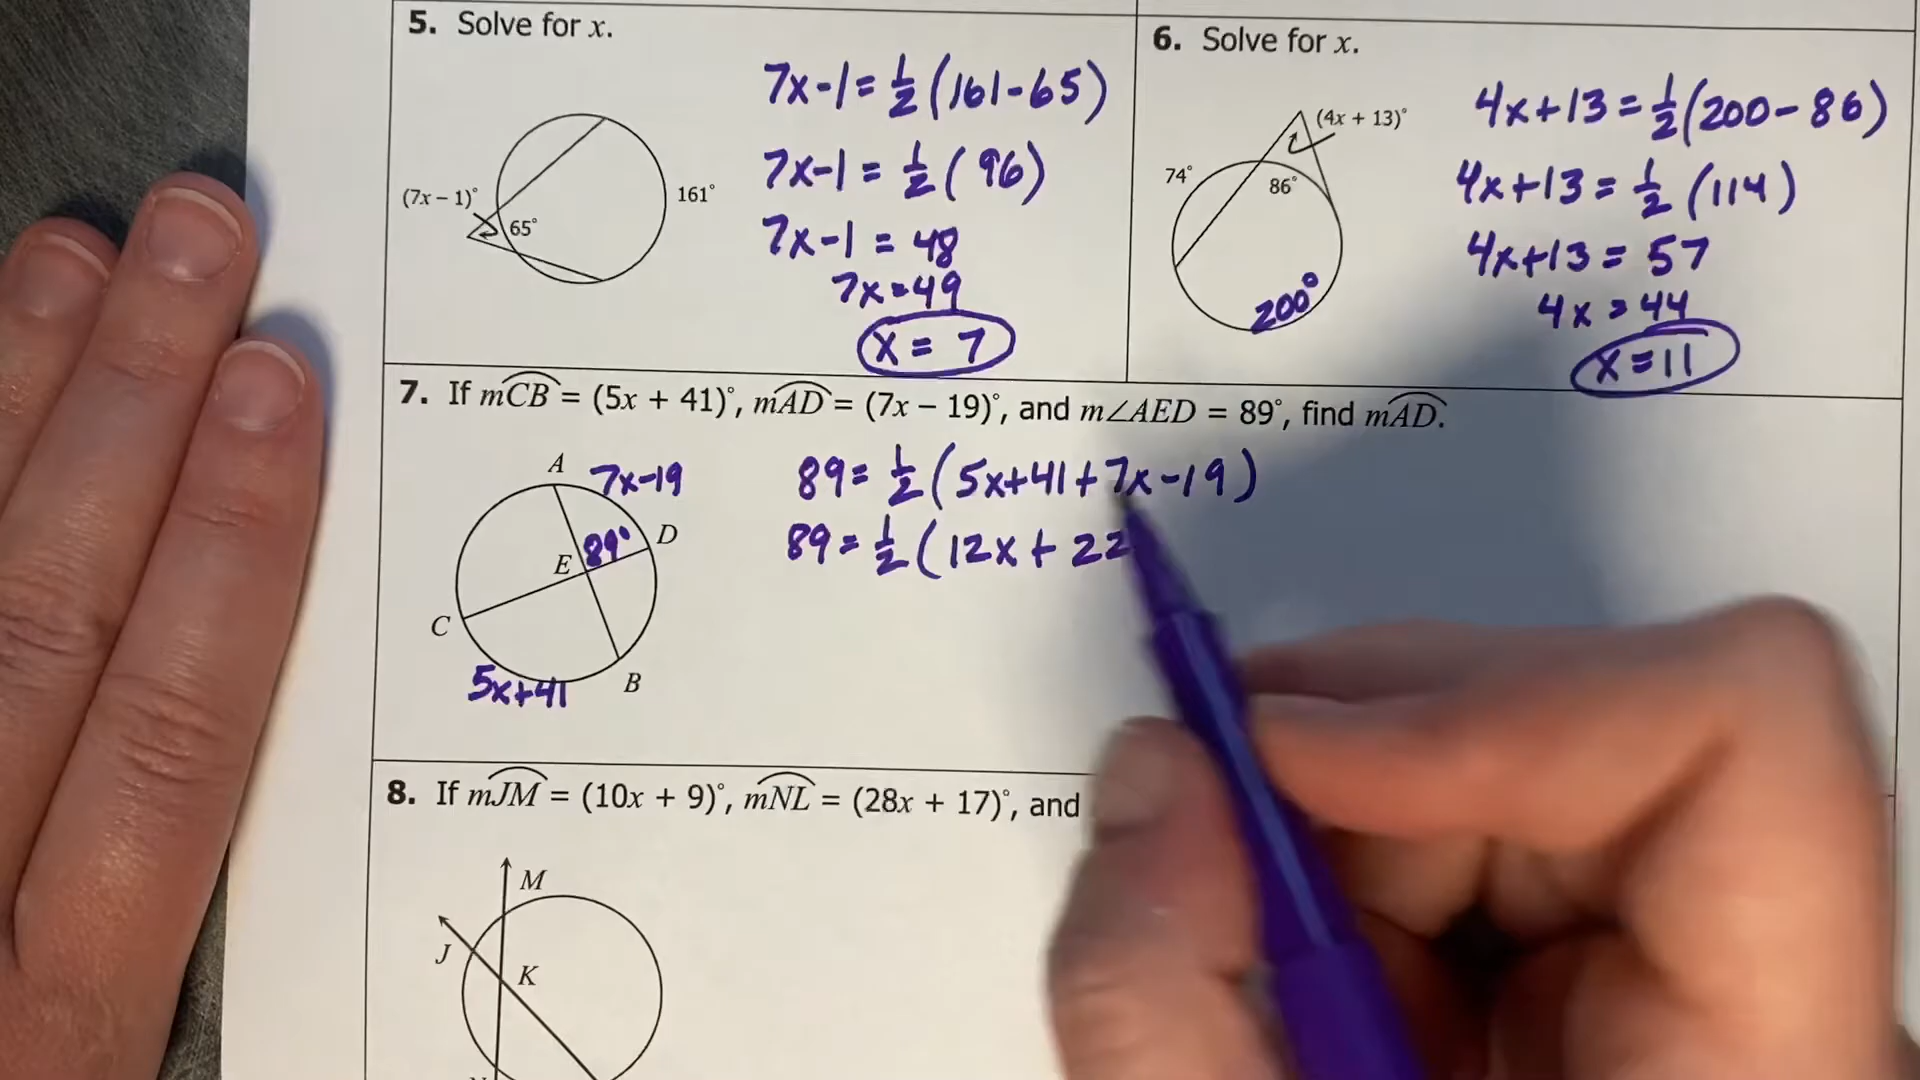 5. Solve for x.
7x-1 = 1/2 (161-65)
(7x – 1)°
65°
161°
7x-1 = 1/2 (96)
7x-1 = 48
7x=49
x = 7
6. Solve for x.
(4x + 13)°
74°
86°
200°
4x+13 = 1/2 (200-86)
4x+13 = 1/2 (114)
4x+13 = 57
4x = 44
x = 11
7. If mCB = (5x + 41)°, mAD = (7x – 19)°, and m∠AED = 89°, find mAD.
A 7x-19
89° D
E
C
5x+41 B
89 = 1/2 (5x+41+7x-19)
89 = 1/2 (12x + 22
8. If mJM = (10x + 9)°, mNL = (28x + 17)°, and
M
J
K